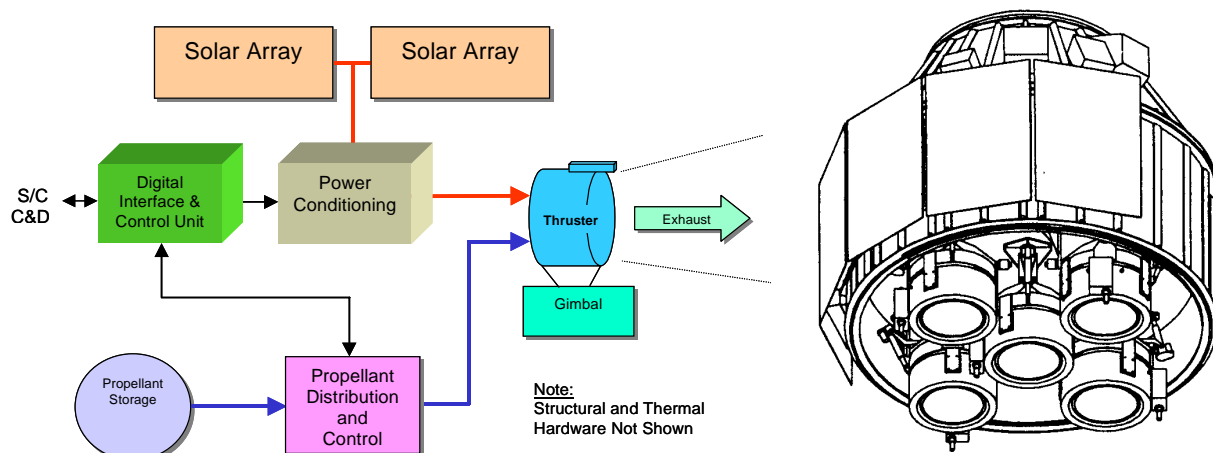 Solar Array
Solar Array
S/C
C&D
Digital
Interface &
Control Unit
Power
Conditioning
Thruster
Exhaust
Gimbal
Propellant
Storage
Propellant
Distribution
and
Control
Note:
Structural and Thermal
Hardware Not Shown